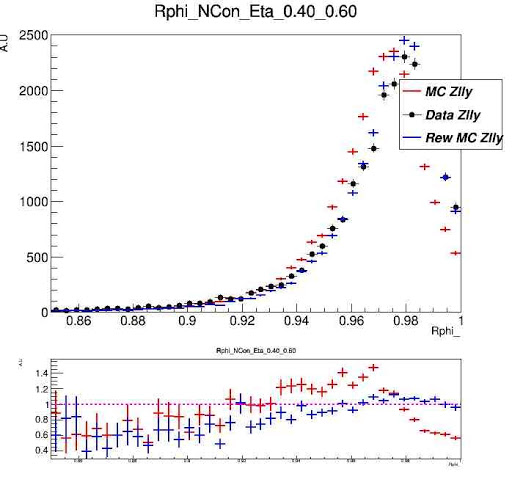 Rphi_NCon_Eta_0.40_0.60
A.U
2500
2000
1500
1000
500
0
MC Zlly
Data Zlly
Rew MC Zlly
0.86 0.88 0.9 0.92 0.94 0.96 0.98 1
Rphi_
Rphi_NCon_Eta_0.40_0.60
1.4
1.2
1
0.8
0.6
0.4